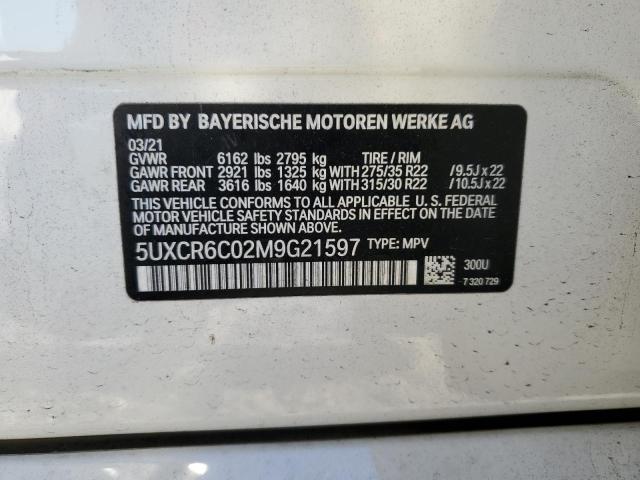 MFD BY BAYERISCHE MOTOREN WERKE AG
03/21
GVWR 6162 lbs 2795 kg TIRE / RIM
GAWR FRONT 2921 lbs 1325 kg WITH 275/35 R22 /9.5J x 22
GAWR REAR 3616 lbs 1640 kg WITH 315/30 R22 /10.5J x 22
THIS VEHICLE CONFORMS TO ALL APPLICABLE U. S. FEDERAL
MOTOR VEHICLE SAFETY STANDARDS IN EFFECT ON THE DATE
OF MANUFACTURE SHOWN ABOVE.
5UXCR6C02M9G21597 TYPE: MPV
300U
7 320 729